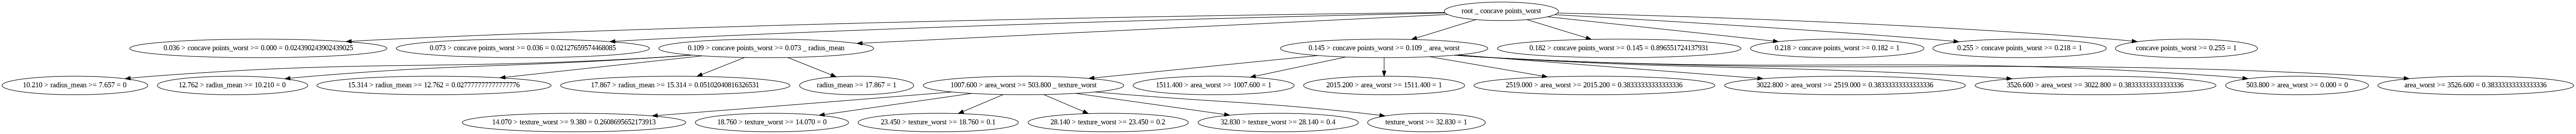 root _ concave points_worst
0.036 > concave points_worst >= 0.000 = 0.02439024390243902​5
0.073 > concave points_worst >= 0.036 = 0.02127659574468085
0.109 > concave points_worst >= 0.073 _ radius_mean
0.145 > concave points_worst >= 0.109 _ area_worst
0.182 > concave points_worst >= 0.145 = 0.896551724137931
0.218 > concave points_worst >= 0.182 = 1
0.255 > concave points_worst >= 0.218 = 1
concave points_worst >= 0.255 = 1
10.210 > radius_mean >= 7.657 = 0
12.762 > radius_mean >= 10.210 = 0
15.314 > radius_mean >= 12.762 = 0.027777777777777776
17.867 > radius_mean >= 15.314 = 0.05102040816326531
radius_mean >= 17.867 = 1
1007.600 > area_worst >= 503.800 _ texture_worst
1511.400 > area_worst >= 1007.600 = 1
2015.200 > area_worst >= 1511.400 = 1
2519.000 > area_worst >= 2015.200 = 0.38333333333333336
3022.800 > area_worst >= 2519.000 = 0.38333333333333336
3526.600 > area_worst >= 3022.800 = 0.38333333333333336
503.800 > area_worst >= 0.000 = 0
area_worst >= 3526.600 = 0.38333333333333336
14.070 > texture_worst >= 9.380 = 0.2608695652173913
18.760 > texture_worst >= 14.070 = 0
23.450 > texture_worst >= 18.760 = 0.1
28.140 > texture_worst >= 23.450 = 0.2
32.830 > texture_worst >= 28.140 = 0.4
texture_worst >= 32.830 = 1